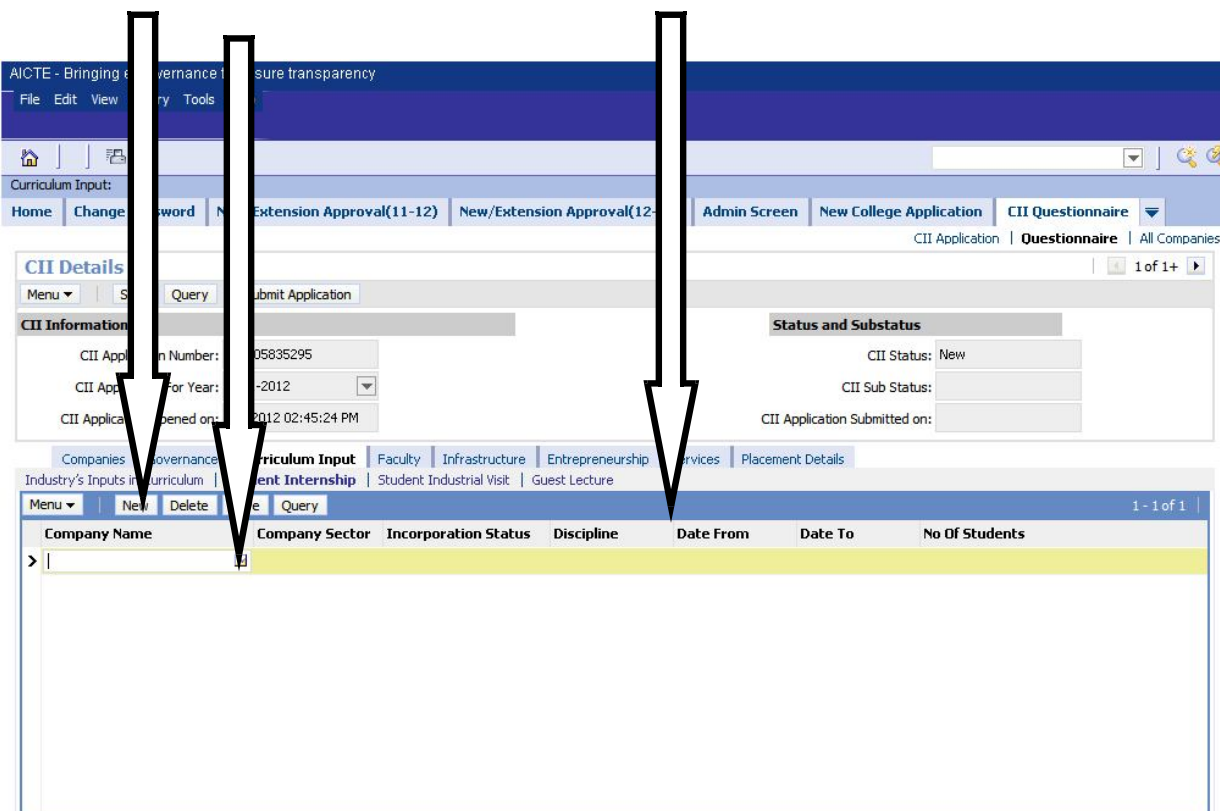 AICTE - Bringing e vernance t sure transparency
File Edit View ry Tools
Curriculum Input:
Home Change sword N Extension Approval(11-12) New/Extension Approval(12- Admin Screen New College Application CII Questionnaire
CII Application | Questionnaire | All Companies
CII Details
1 of 1+
Menu S Query ubmit Application
CII Information Status and Substatus
CII Appl n Number: 05835295 CII Status: New
CII App For Year: -2012 CII Sub Status:
CII Applica pened on: 2012 02:45:24 PM CII Application Submitted on:
Companies overnance rriculum Input Faculty Infrastructure Entrepreneurship rvices Placement Details
Industry's Inputs in urriculum | ent Internship | Student Industrial Visit | Guest Lecture
Menu New Delete e Query 1 - 1 of 1
Company Name Company Sector Incorporation Status Discipline Date From Date To No Of Students